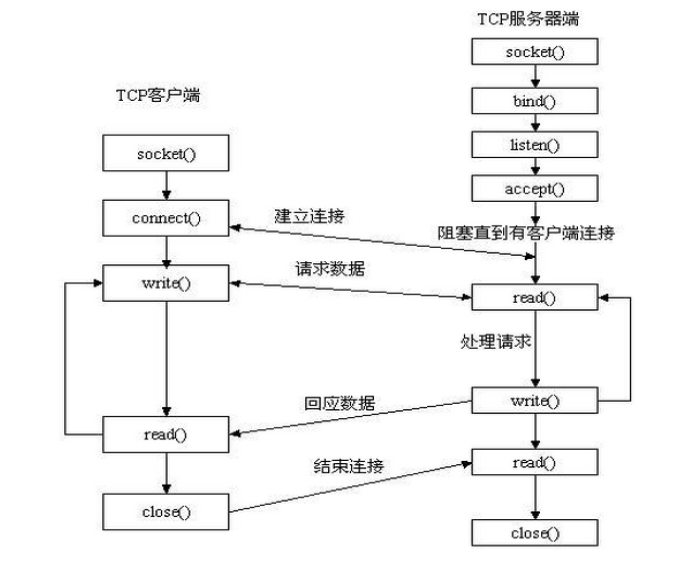 TCP服务器端
socket()
bind()
TCP客户端
listen()
socket()
accept()
connect()
建立连接
阻塞直到有客户端连接
请求数据
write()
read()
处理请求
回应数据
write()
read()
结束连接
read()
close()
close()